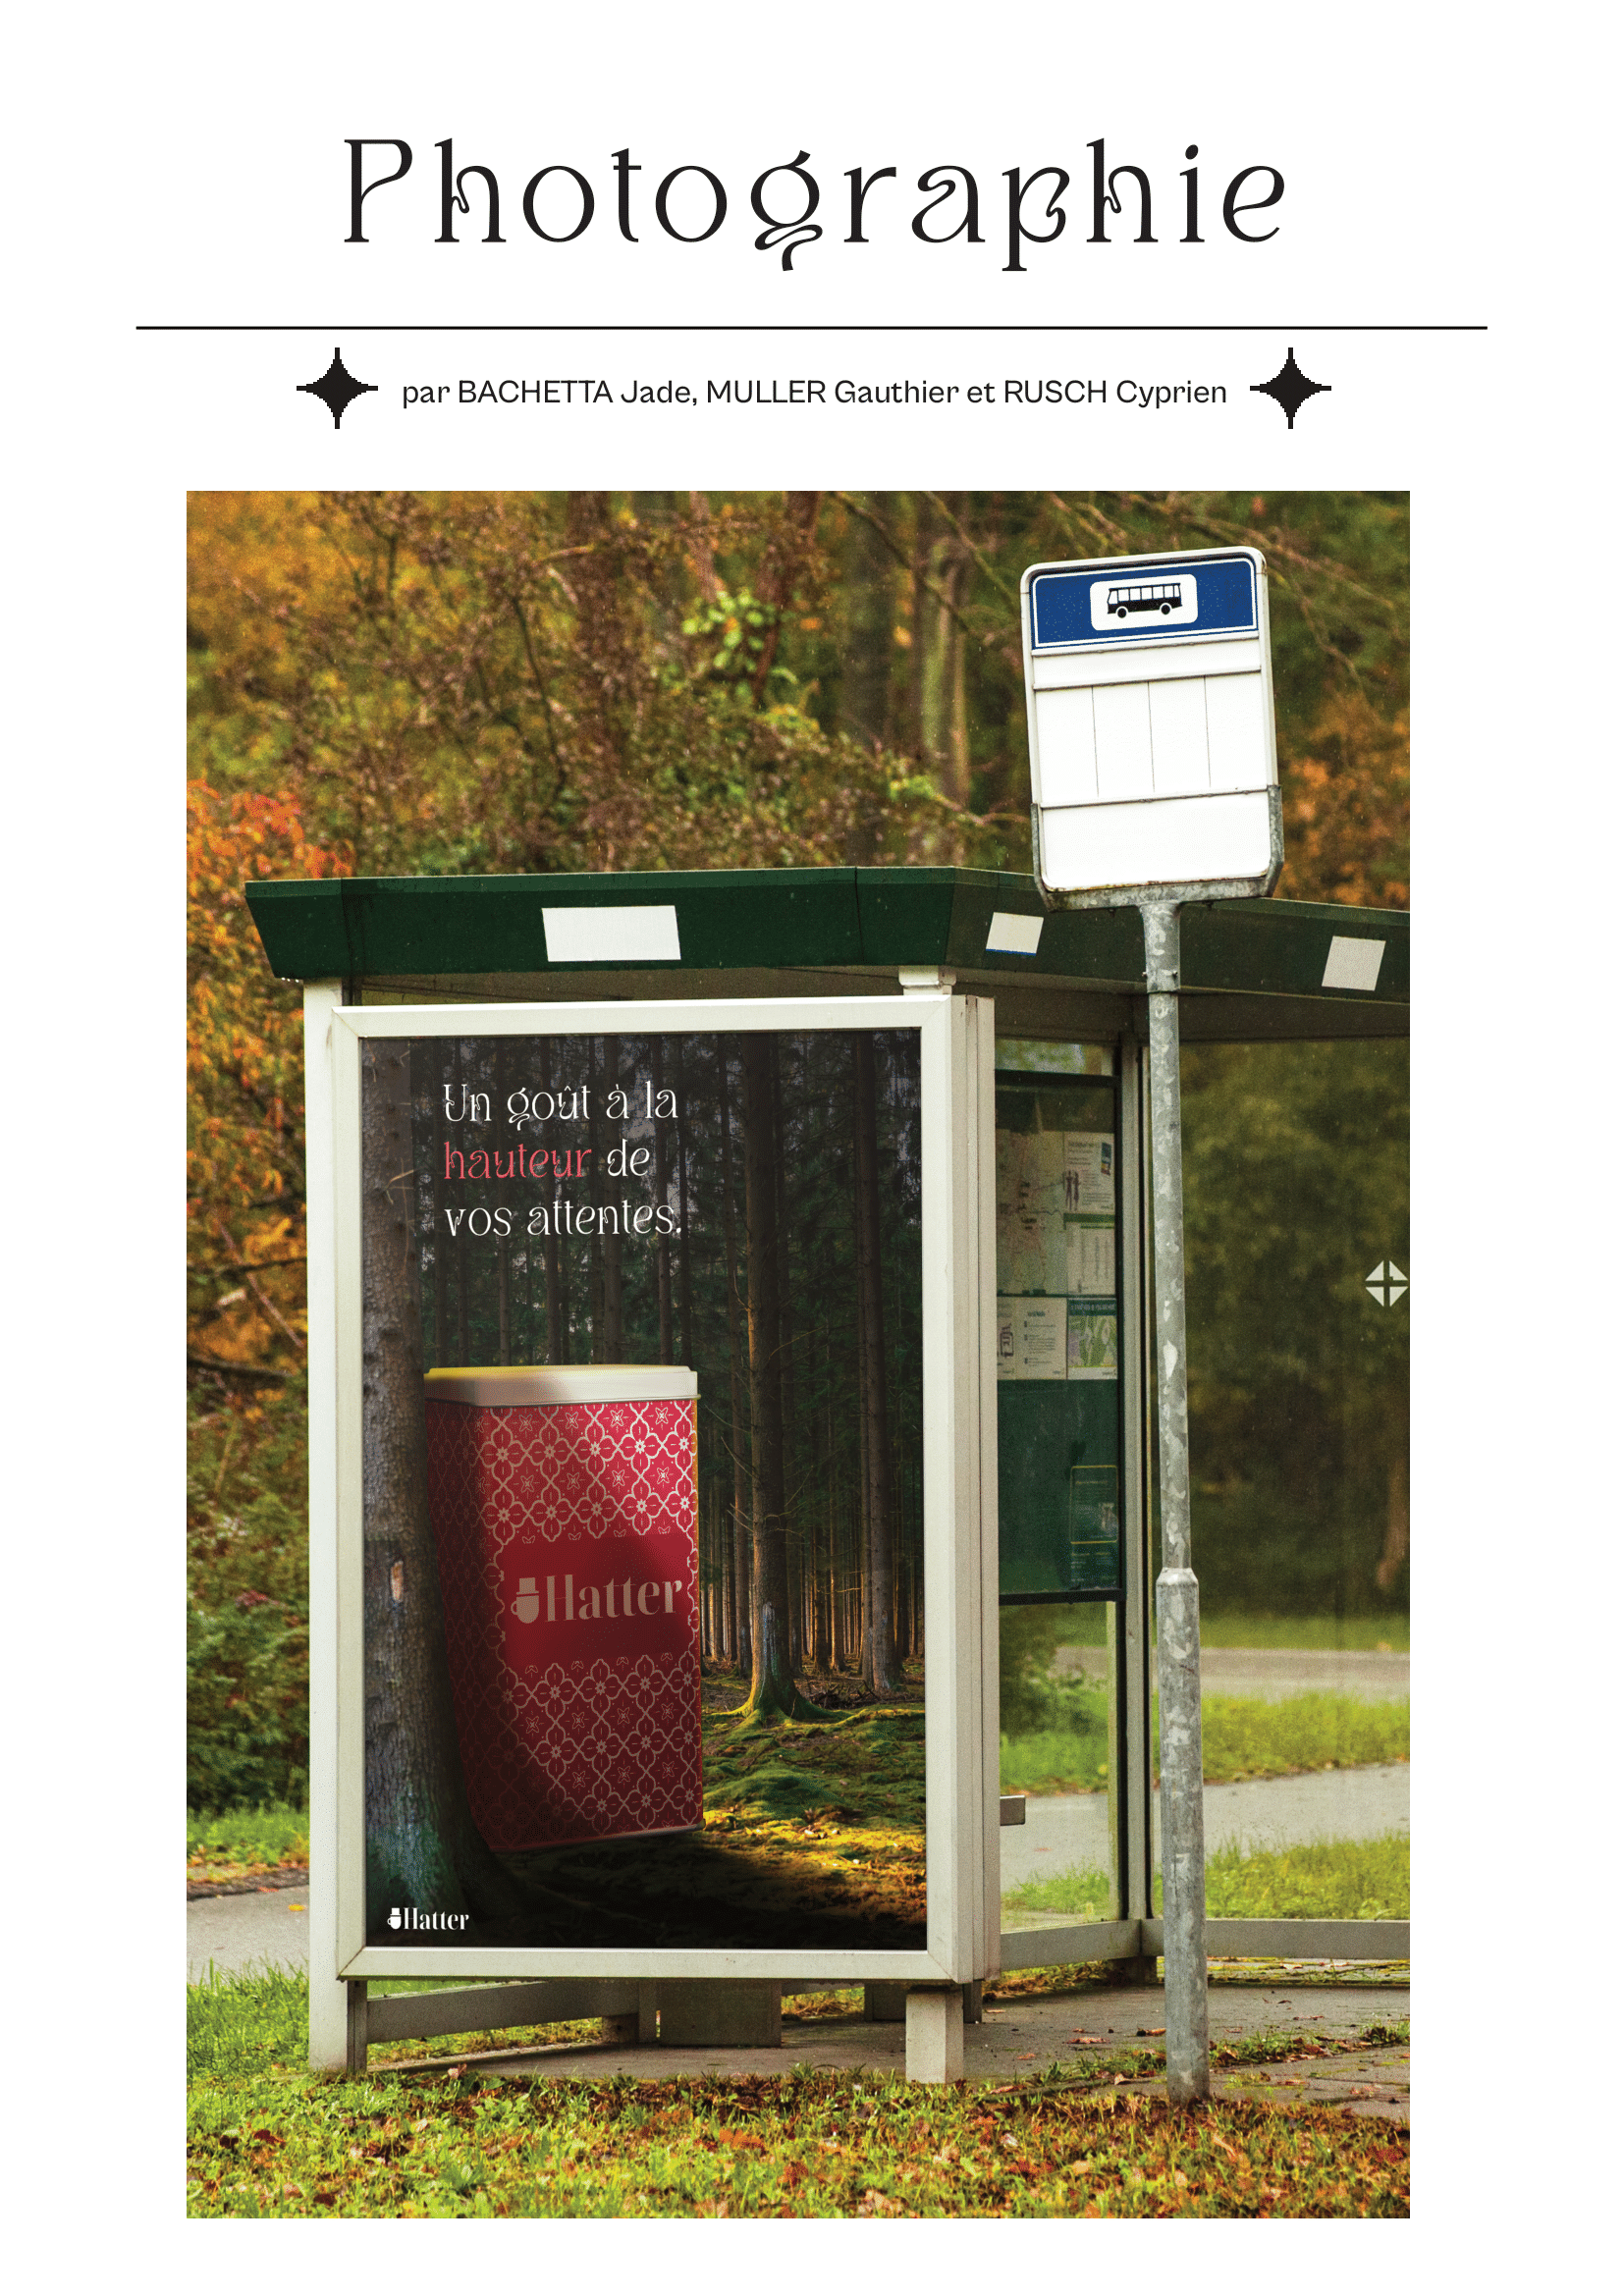 Photographie
par BACHETTA Jade, MULLER Gauthier et RUSCH Cyprien
Un goût à la
hauteur de
vos attentes.
Hatter
Hatter